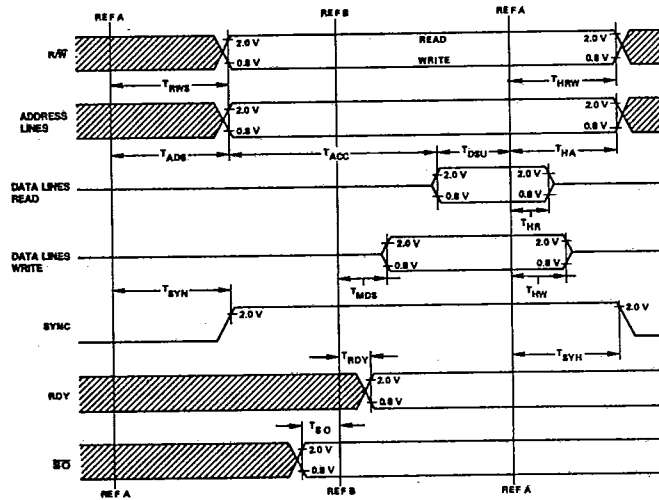 REF A REF B REF A
R/W̅ 2.0 V READ 2.0 V
0.8 V WRITE 0.8 V
TRWS THRW
ADDRESS LINES 2.0 V 2.0 V
0.8 V 0.8 V
TADS TACC TDSU THA
DATA LINES READ 2.0 V 2.0 V
0.8 V 0.8 V
THR
DATA LINES WRITE 2.0 V 2.0 V
0.8 V 0.8 V
TMDS THW
TSYN
SYNC 2.0 V 2.0 V
TRDY TSYH
RDY 2.0 V
0.8 V
TSO
S̅O̅ 2.0 V
0.8 V
REF A REF B REF A